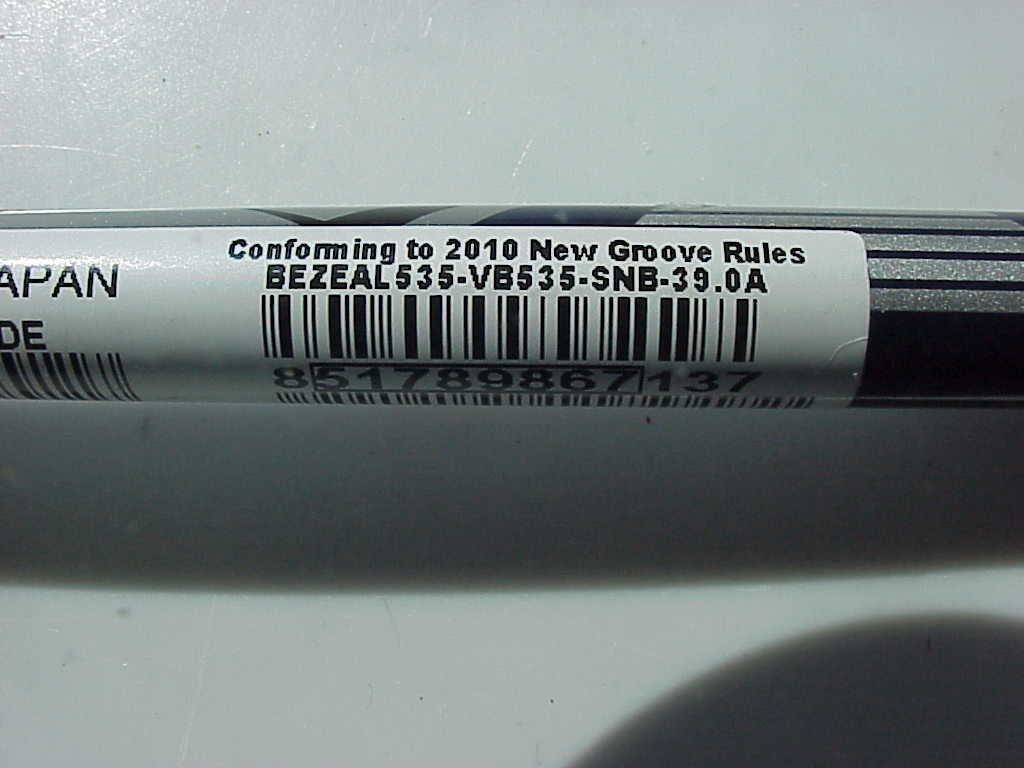 APAN
DE
Conforming to 2010 New Groove Rules
BEZEAL535-VB535-SNB-39.0A
851789867137